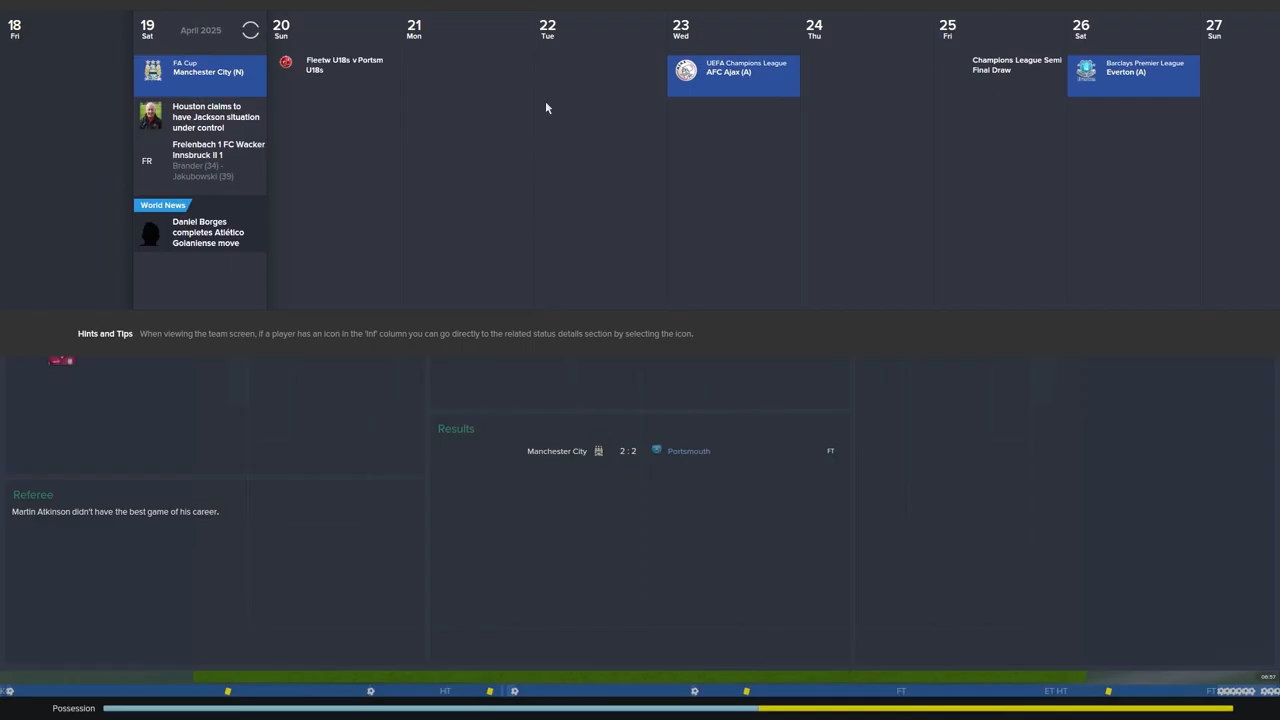 18
Fri
19
Sat
April 2025
20
Sun
21
Mon
22
Tue
23
Wed
24
Thu
25
Fri
26
Sat
27
Sun
FA Cup
Manchester City (N)
Houston claims to
have Jackson situation
under control
FR
Freienbach 1 FC Wacker
Innsbruck II 1
Brander (34) -
Jakubowski (39)
World News
Daniel Borges
completes Atlético
Goianiense move
Fleetw U18s v Portsm
U18s
UEFA Champions League
AFC Ajax (A)
Champions League Semi
Final Draw
Barclays Premier League
Everton (A)
Hints and Tips When viewing the team screen, if a player has an icon in the 'Inf' column you can go directly to the related status details section by selecting the icon.
Results
Manchester City 2 : 2 Portsmouth FT
Referee
Martin Atkinson didn't have the best game of his career.
06:57
HT FT ET HT FT
Possession